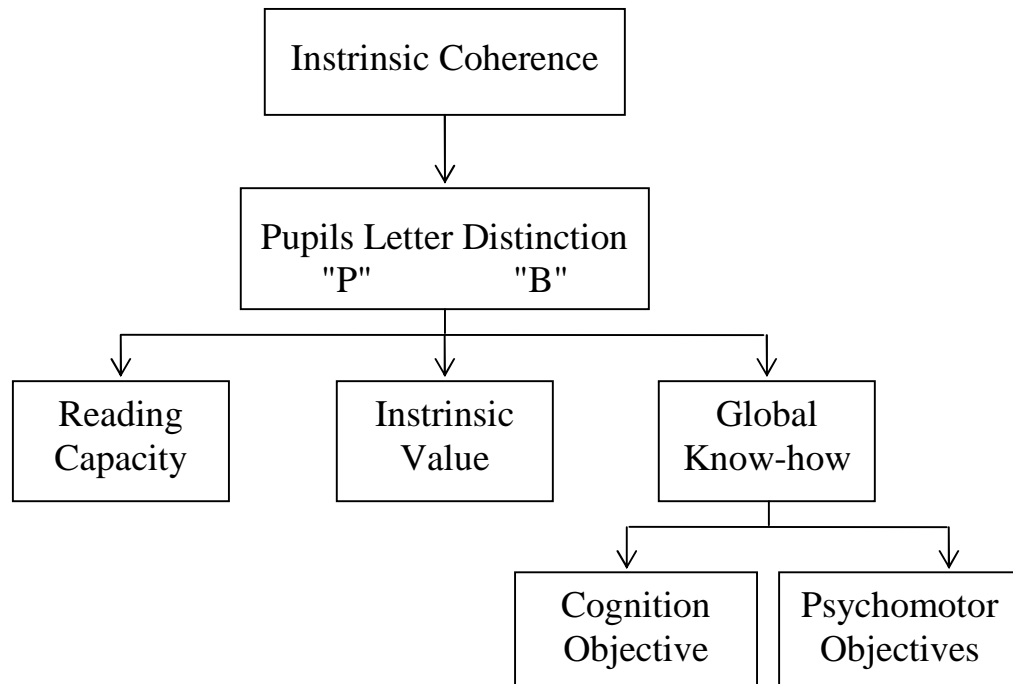 Instrinsic Coherence
Pupils Letter Distinction
"P" "B"
Reading
Capacity
Instrinsic
Value
Global
Know-how
Cognition
Objective
Psychomotor
Objectives